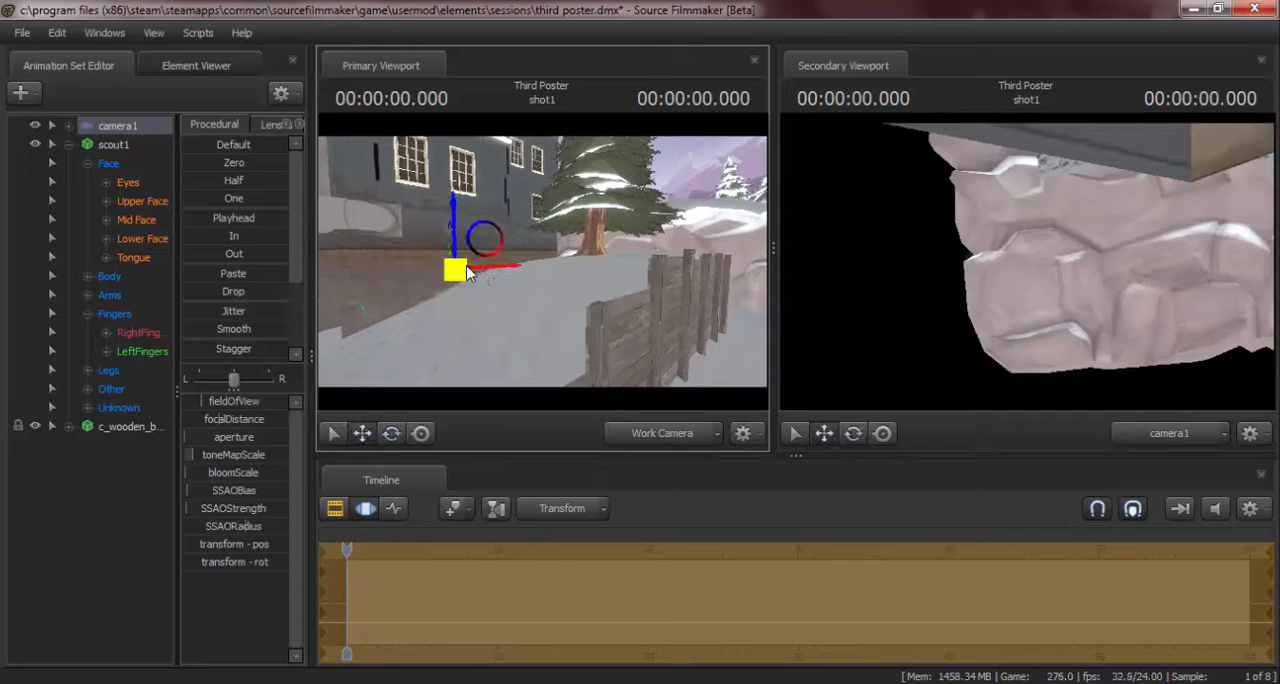 c:\program files (x86)\steam\steamapps\common\sourcefilmmaker\game\usermod\elements\sessions\third poster.dmx* - Source Filmmaker [Beta]
File Edit Windows View Scripts Help
Animation Set Editor Element Viewer
camera1
scout1
Face
Eyes
Upper Face
Mid Face
Lower Face
Tongue
Body
Arms
Fingers
RightFing...
LeftFingers
Legs
Other
Unknown
c_wooden_b...
Procedural Lens
Default
Zero
Half
One
Playhead
In
Out
Paste
Drop
Jitter
Smooth
Stagger
L R
fieldOfView
focalDistance
aperture
toneMapScale
bloomScale
SSAOBias
SSAOStrength
SSAORadius
transform - pos
transform - rot
Primary Viewport
00:00:00.000 Third Poster 00:00:00.000
shot1
Work Camera
Secondary Viewport
00:00:00.000 Third Poster 00:00:00.000
shot1
camera1
Timeline
Transform
[ Mem: 1458.34 MB | Game: 276.0 | fps: 32.9/24.00 | Sample: 1 of 8 ]